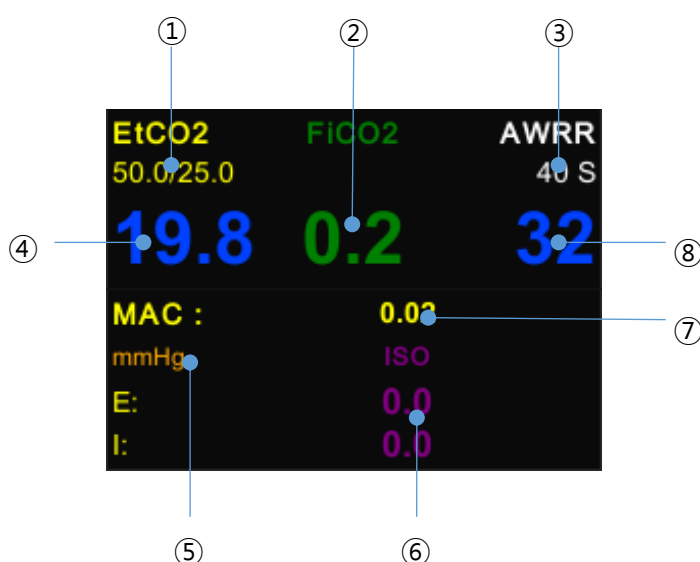 ① ② ③
EtCO2 FiCO2 AWRR
50.0/25.0 40 S
④ 19.8 0.2 32 ⑧
MAC : 0.02 ⑦
mmHg ISO
E: 0.0
I: 0.0
⑤ ⑥